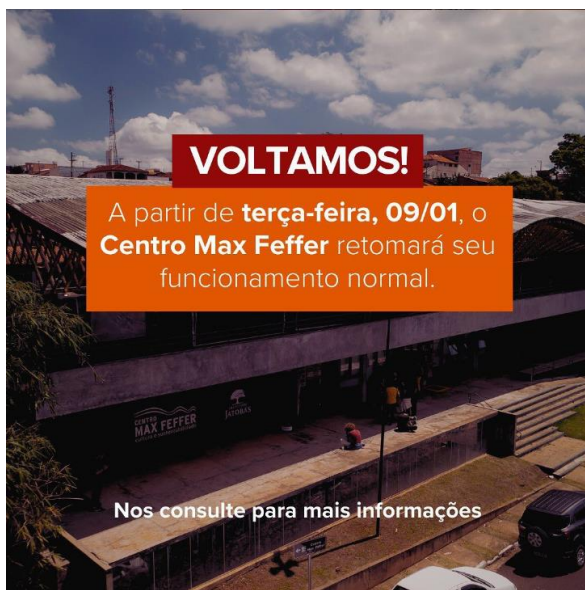 VOLTAMOS!
A partir de terça-feira, 09/01, o
Centro Max Feffer retomará seu
funcionamento normal.
CENTRO
MAX FEFFER
JATOBÁS
Nos consulte para mais informações